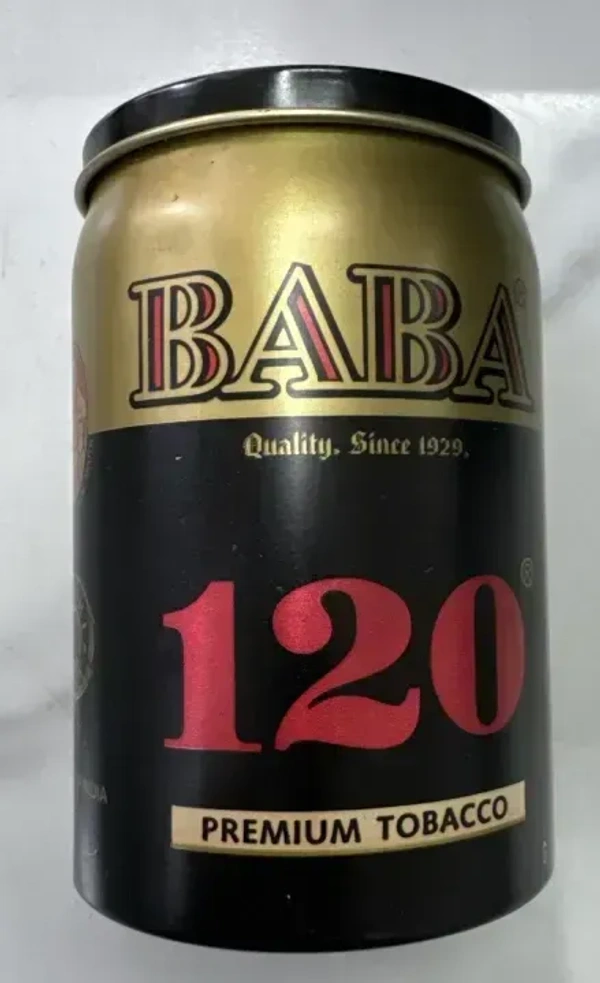 BABA
Quality. Since 1929.
120®
PREMIUM TOBACCO